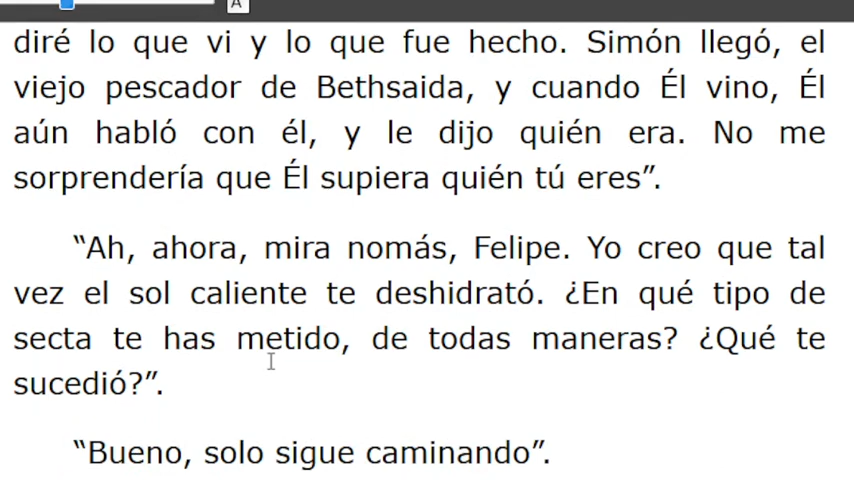 A
diré lo que vi y lo que fue hecho. Simón llegó, el
viejo pescador de Bethsaida, y cuando Él vino, Él
aún habló con él, y le dijo quién era. No me
sorprendería que Él supiera quién tú eres”.
“Ah, ahora, mira nomás, Felipe. Yo creo que tal
vez el sol caliente te deshidrató. ¿En qué tipo de
secta te has metido, de todas maneras? ¿Qué te
sucedió?”.
“Bueno, solo sigue caminando”.